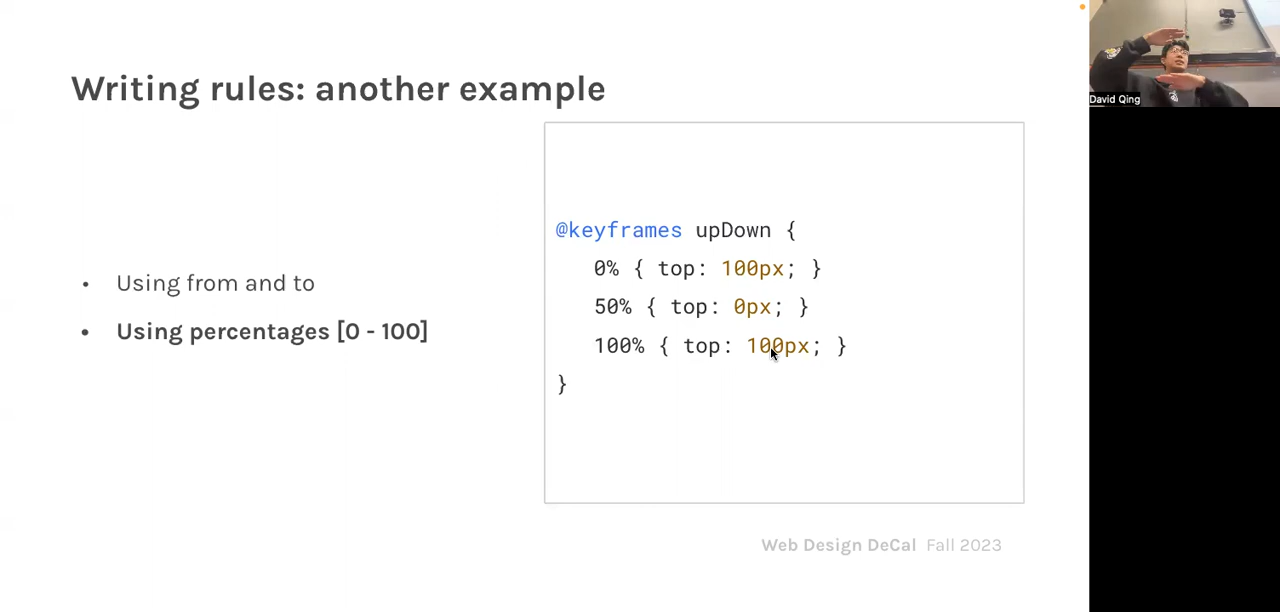 Writing rules: another example
• Using from and to
• Using percentages [0 - 100]
@keyframes upDown {
0% { top: 100px; }
50% { top: 0px; }
100% { top: 100px; }
}
Web Design DeCal Fall 2023
David Qing